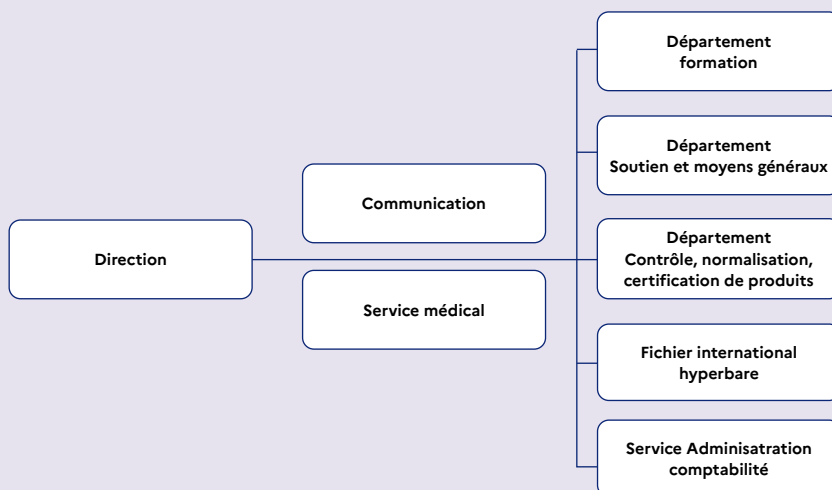 Direction
Communication
Service médical
Département
formation
Département
Soutien et moyens généraux
Département
Contrôle, normalisation,
certification de produits
Fichier international
hyperbare
Service Adminisatration
comptabilité